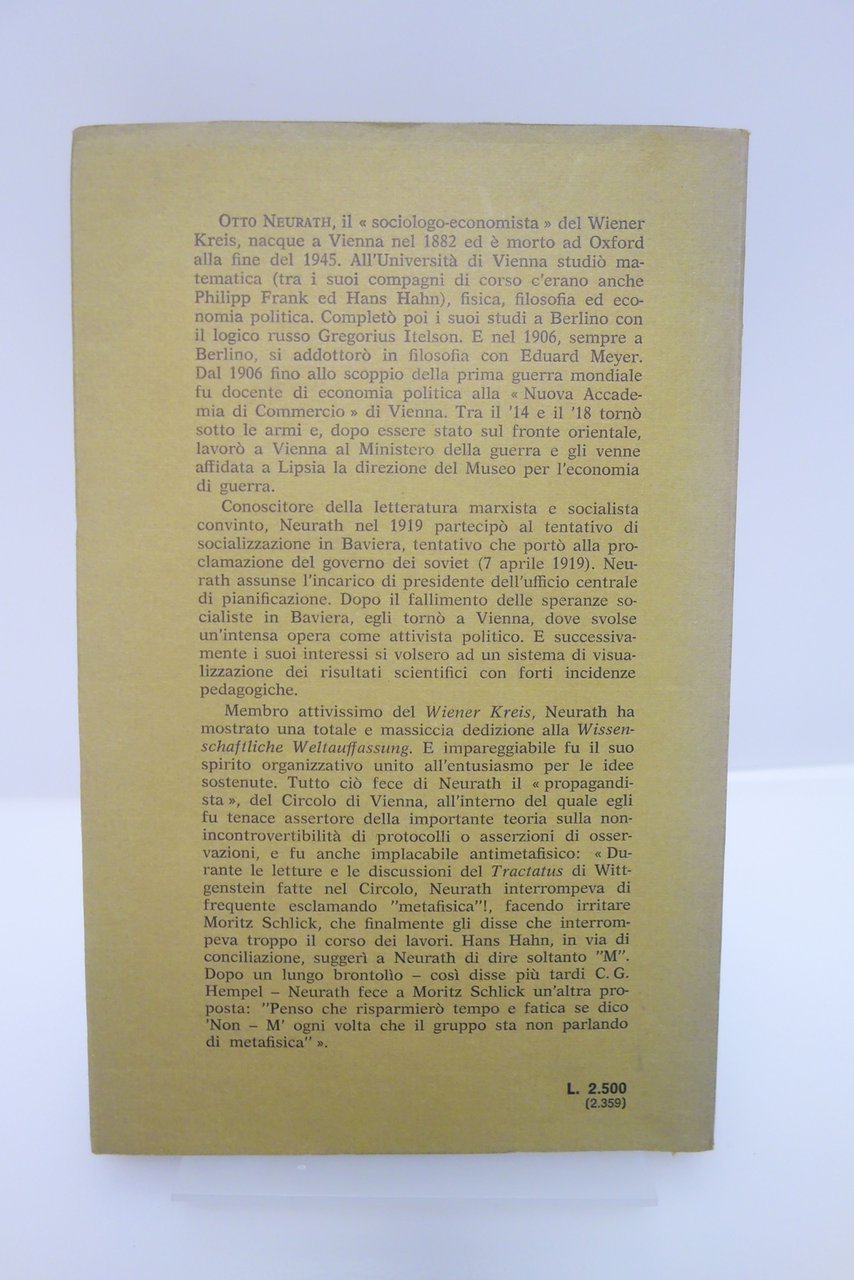 OTTO NEURATH, il « sociologo-economista » del Wiener
Kreis, nacque a Vienna nel 1882 ed è morto ad Oxford
alla fine del 1945. All'Università di Vienna studiò ma-
tematica (tra i suoi compagni di corso c'erano anche
Philipp Frank ed Hans Hahn), fisica, filosofia ed eco-
nomia politica. Completò poi i suoi studi a Berlino con
il logico russo Gregorius Itelson. E nel 1906, sempre a
Berlino, si addottorò in filosofia con Eduard Meyer.
Dal 1906 fino allo scoppio della prima guerra mondiale
fu docente di economia politica alla « Nuova Accade-
mia di Commercio » di Vienna. Tra il '14 e il '18 tornò
sotto le armi e, dopo essere stato sul fronte orientale,
lavorò a Vienna al Ministero della guerra e gli venne
affidata a Lipsia la direzione del Museo per l'economia
di guerra.
Conoscitore della letteratura marxista e socialista
convinto, Neurath nel 1919 partecipò al tentativo di
socializzazione in Baviera, tentativo che portò alla pro-
clamazione del governo dei soviet (7 aprile 1919). Neu-
rath assunse l'incarico di presidente dell'ufficio centrale
di pianificazione. Dopo il fallimento delle speranze so-
cialiste in Baviera, egli tornò a Vienna, dove svolse
un'intensa opera come attivista politico. E successiva-
mente i suoi interessi si volsero ad un sistema di visua-
lizzazione dei risultati scientifici con forti incidenze
pedagogiche.
Membro attivissimo del Wiener Kreis, Neurath ha
mostrato una totale e massiccia dedizione alla Wissen-
schaftliche Weltauffassung. E impareggiabile fu il suo
spirito organizzativo unito all'entusiasmo per le idee
sostenute. Tutto ciò fece di Neurath il « propagandi-
sta », del Circolo di Vienna, all'interno del quale egli
fu tenace assertore della importante teoria sulla non-
incontrovertibilità di protocolli o asserzioni di osser-
vazioni, e fu anche implacabile antimetafisico: « Du-
rante le letture e le discussioni del Tractatus di Witt-
genstein fatte nel Circolo, Neurath interrompeva di
frequente esclamando "metafisica"!, facendo irritare
Moritz Schlick, che finalmente gli disse che interrom-
peva troppo il corso dei lavori. Hans Hahn, in via di
conciliazione, suggerì a Neurath di dire soltanto "M".
Dopo un lungo brontolìo – così disse più tardi C. G.
Hempel – Neurath fece a Moritz Schlick un'altra pro-
posta: "Penso che risparmierò tempo e fatica se dico
'Non – M' ogni volta che il gruppo sta non parlando
di metafisica" ».
L. 2.500
(2.359)